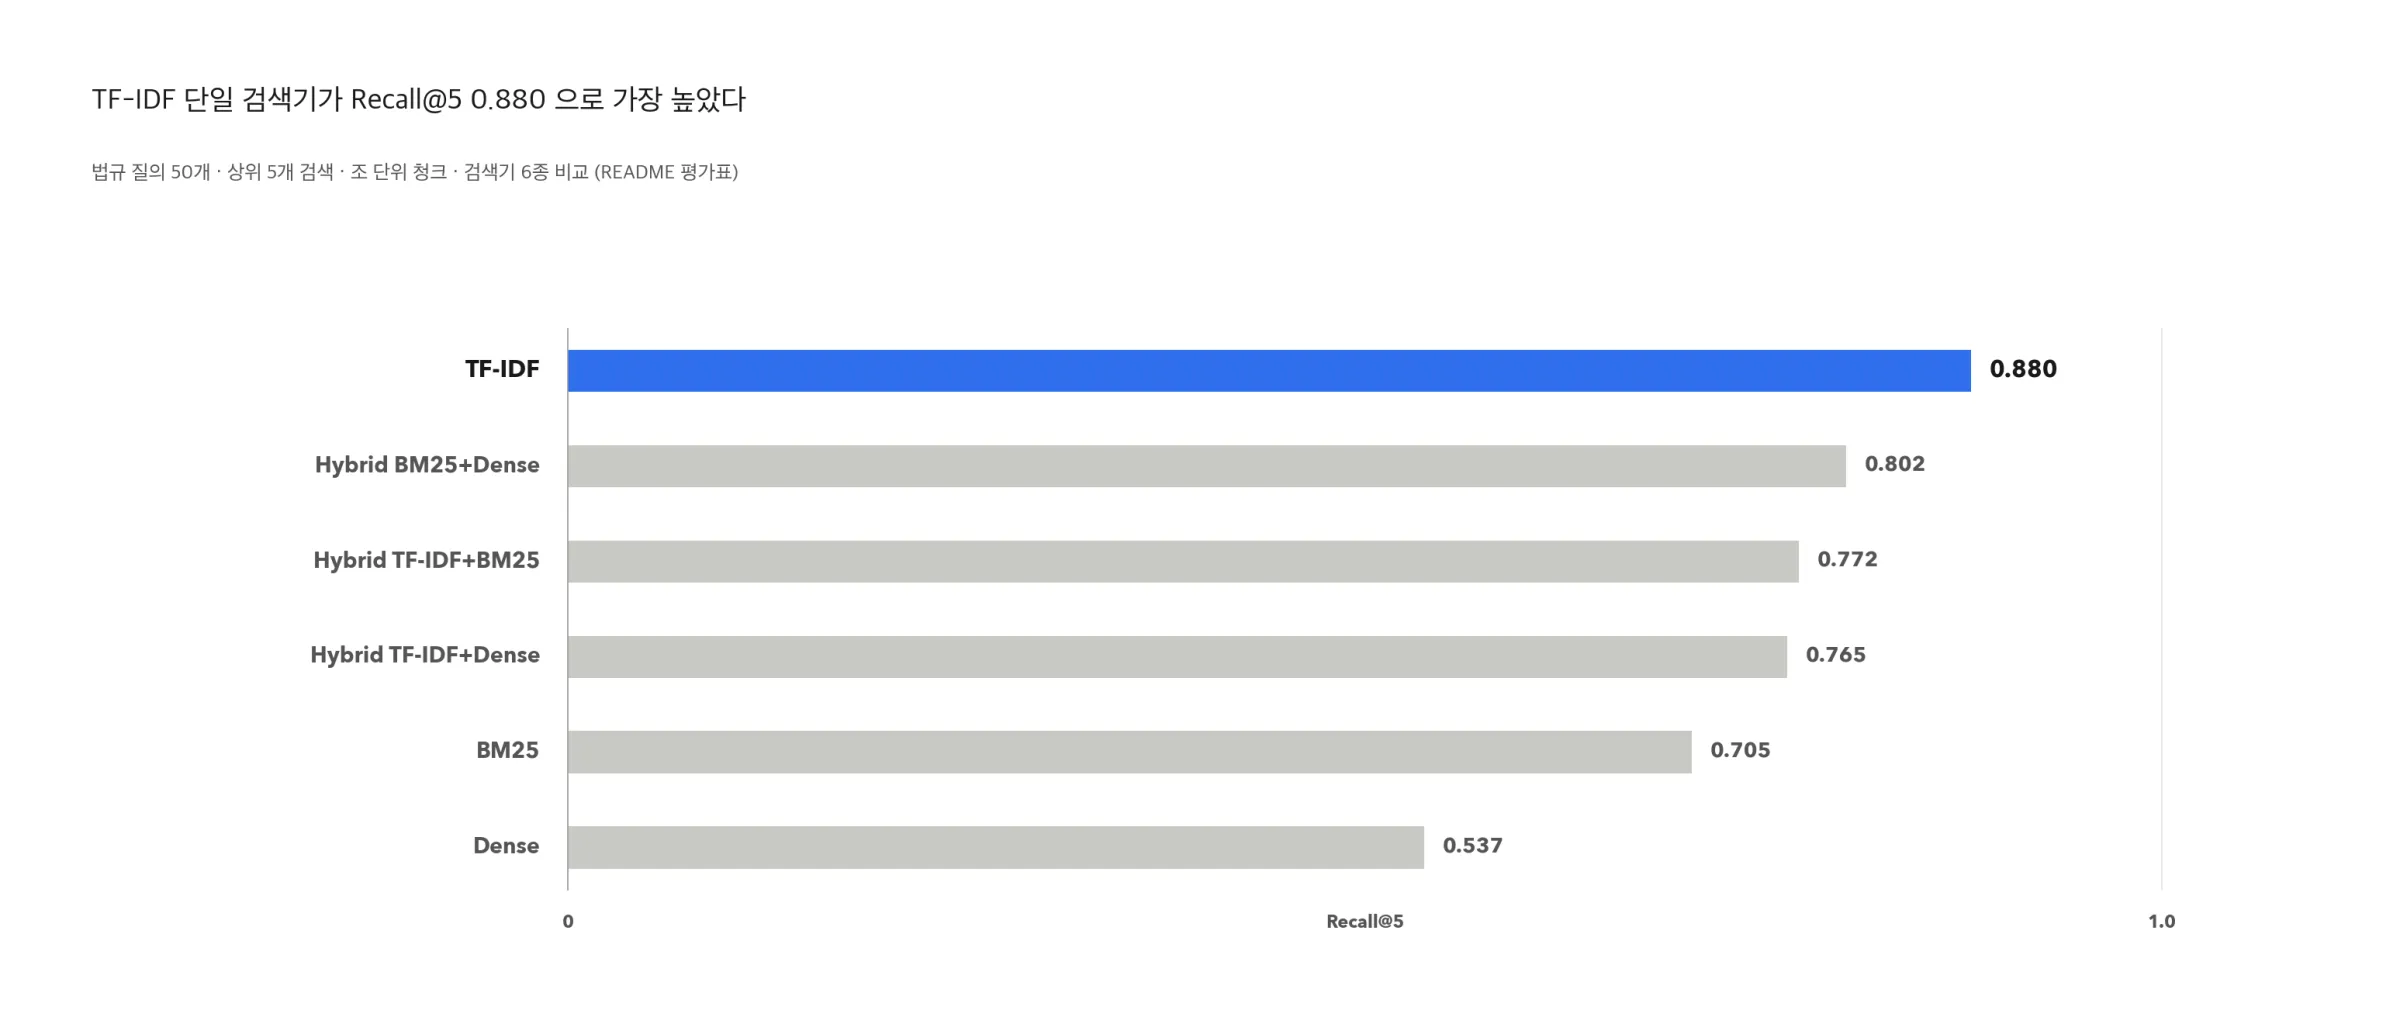 TF-IDF 단일 검색기가 Recall@5 0.880 으로 가장 높았다
법규 질의 50개 · 상위 5개 검색 · 조 단위 청크 · 검색기 6종 비교 (README 평가표)
TF-IDF 0.880
Hybrid BM25+Dense 0.802
Hybrid TF-IDF+BM25 0.772
Hybrid TF-IDF+Dense 0.765
BM25 0.705
Dense 0.537
0 Recall@5 1.0